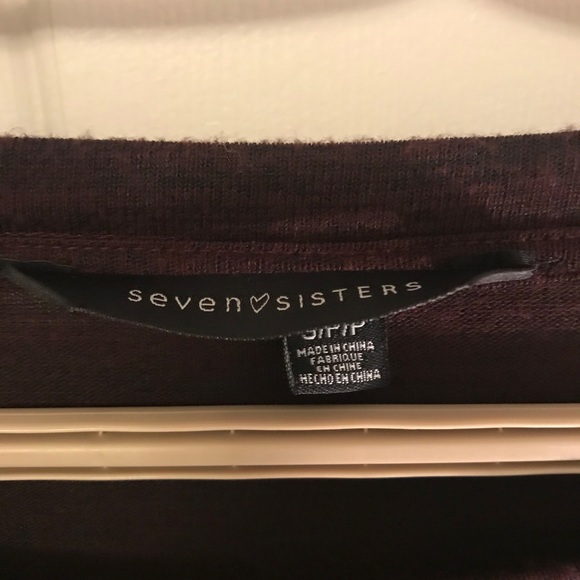 seven♡SISTERS
S/P/P
MADE IN CHINA
FABRIQUE
EN CHINE
HECHO EN CHINA